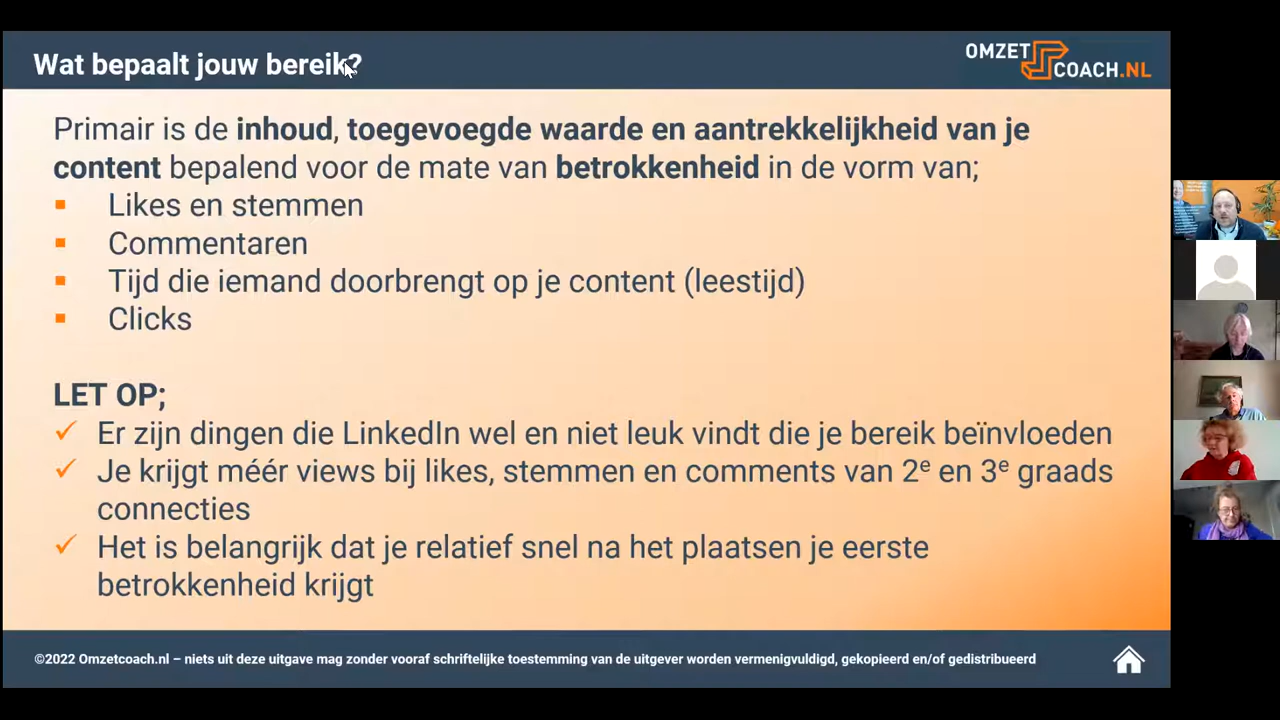 Wat bepaalt jouw bereik?
OMZET
COACH.NL
Primair is de inhoud, toegevoegde waarde en aantrekkelijkheid van je
content bepalend voor de mate van betrokkenheid in de vorm van;
▪ Likes en stemmen
▪ Commentaren
▪ Tijd die iemand doorbrengt op je content (leestijd)
▪ Clicks
LET OP;
✓ Er zijn dingen die LinkedIn wel en niet leuk vindt die je bereik beïnvloeden
✓ Je krijgt méér views bij likes, stemmen en comments van 2e en 3e graads
connecties
✓ Het is belangrijk dat je relatief snel na het plaatsen je eerste
betrokkenheid krijgt
©2022 Omzetcoach.nl – niets uit deze uitgave mag zonder vooraf schriftelijke toestemming van de uitgever worden vermenigvuldigd, gekopieerd en/of gedistribueerd